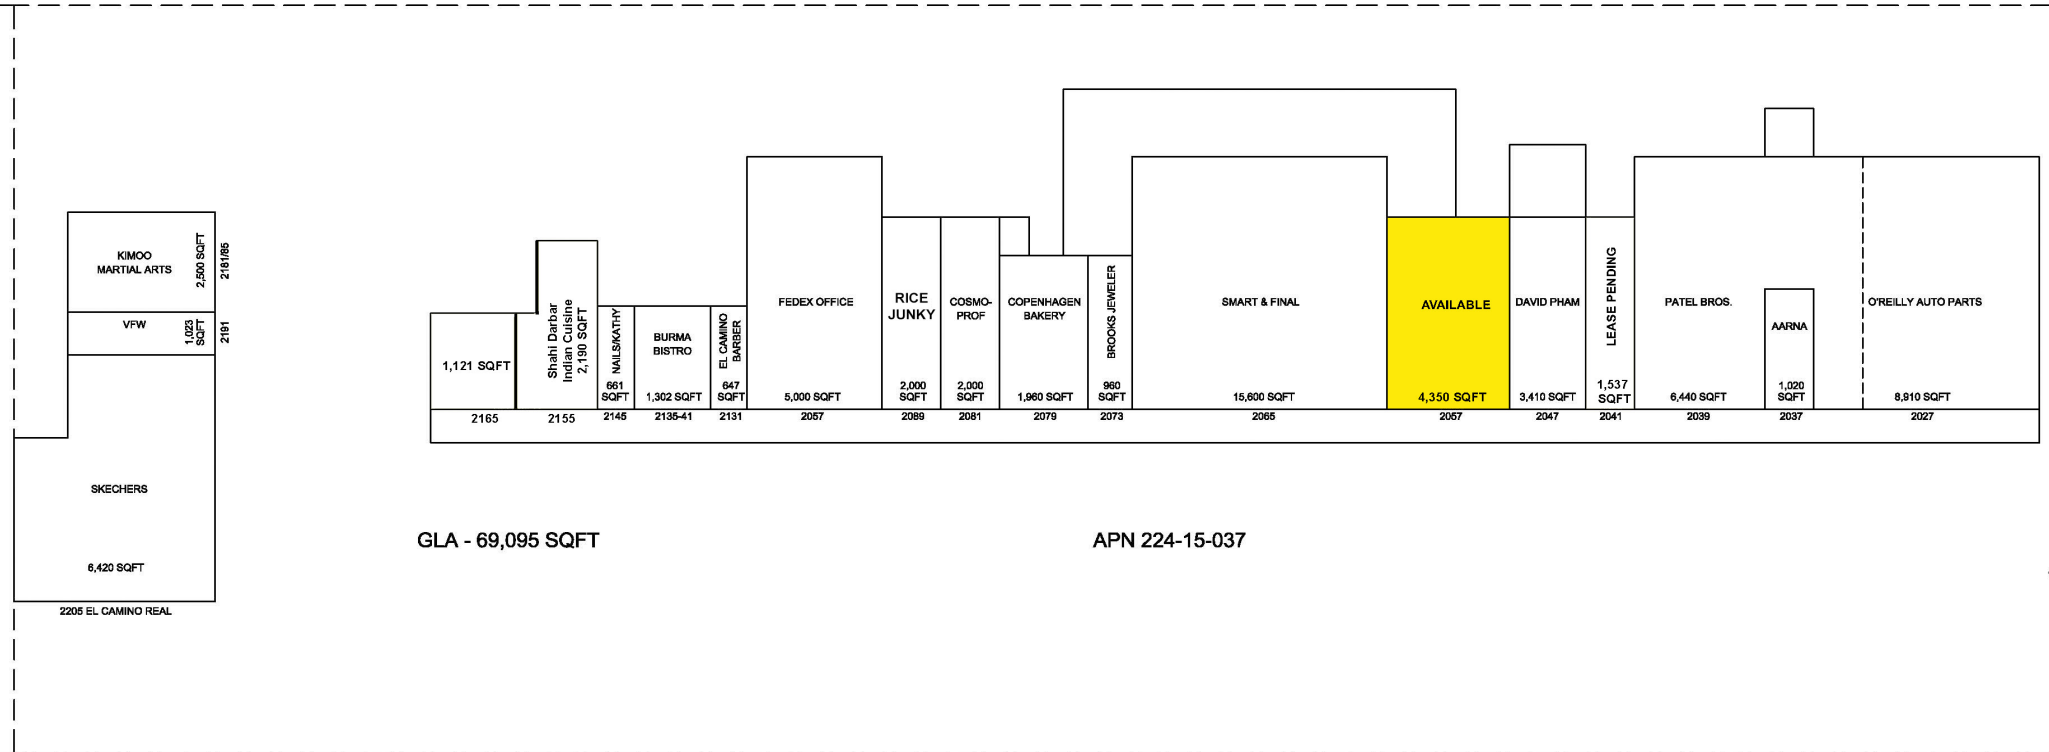 KIMOO
MARTIAL ARTS
2,500 SQFT
2181/85
VFW
1,023
SQFT
2191
SKECHERS
6,420 SQFT
2205 EL CAMINO REAL
1,121 SQFT
2165
Shahi Darbar
Indian Cuisine
2,190 SQFT
2155
NAILS/KATHY
661
SQFT
2145
BURMA
BISTRO
1,302 SQFT
2135-41
EL CAMINO
BARBER
647
SQFT
2131
FEDEX OFFICE
5,000 SQFT
2057
RICE
JUNKY
2,000
SQFT
2089
COSMO-
PROF
2,000
SQFT
2081
COPENHAGEN
BAKERY
1,960 SQFT
2079
BROOKS JEWELER
960
SQFT
2073
SMART & FINAL
15,600 SQFT
2065
AVAILABLE
4,350 SQFT
2057
DAVID PHAM
3,410 SQFT
2047
LEASE PENDING
1,537
SQFT
2041
PATEL BROS.
6,440 SQFT
2039
AARNA
1,020
SQFT
2037
O'REILLY AUTO PARTS
8,910 SQFT
2027
GLA - 69,095 SQFT
APN 224-15-037